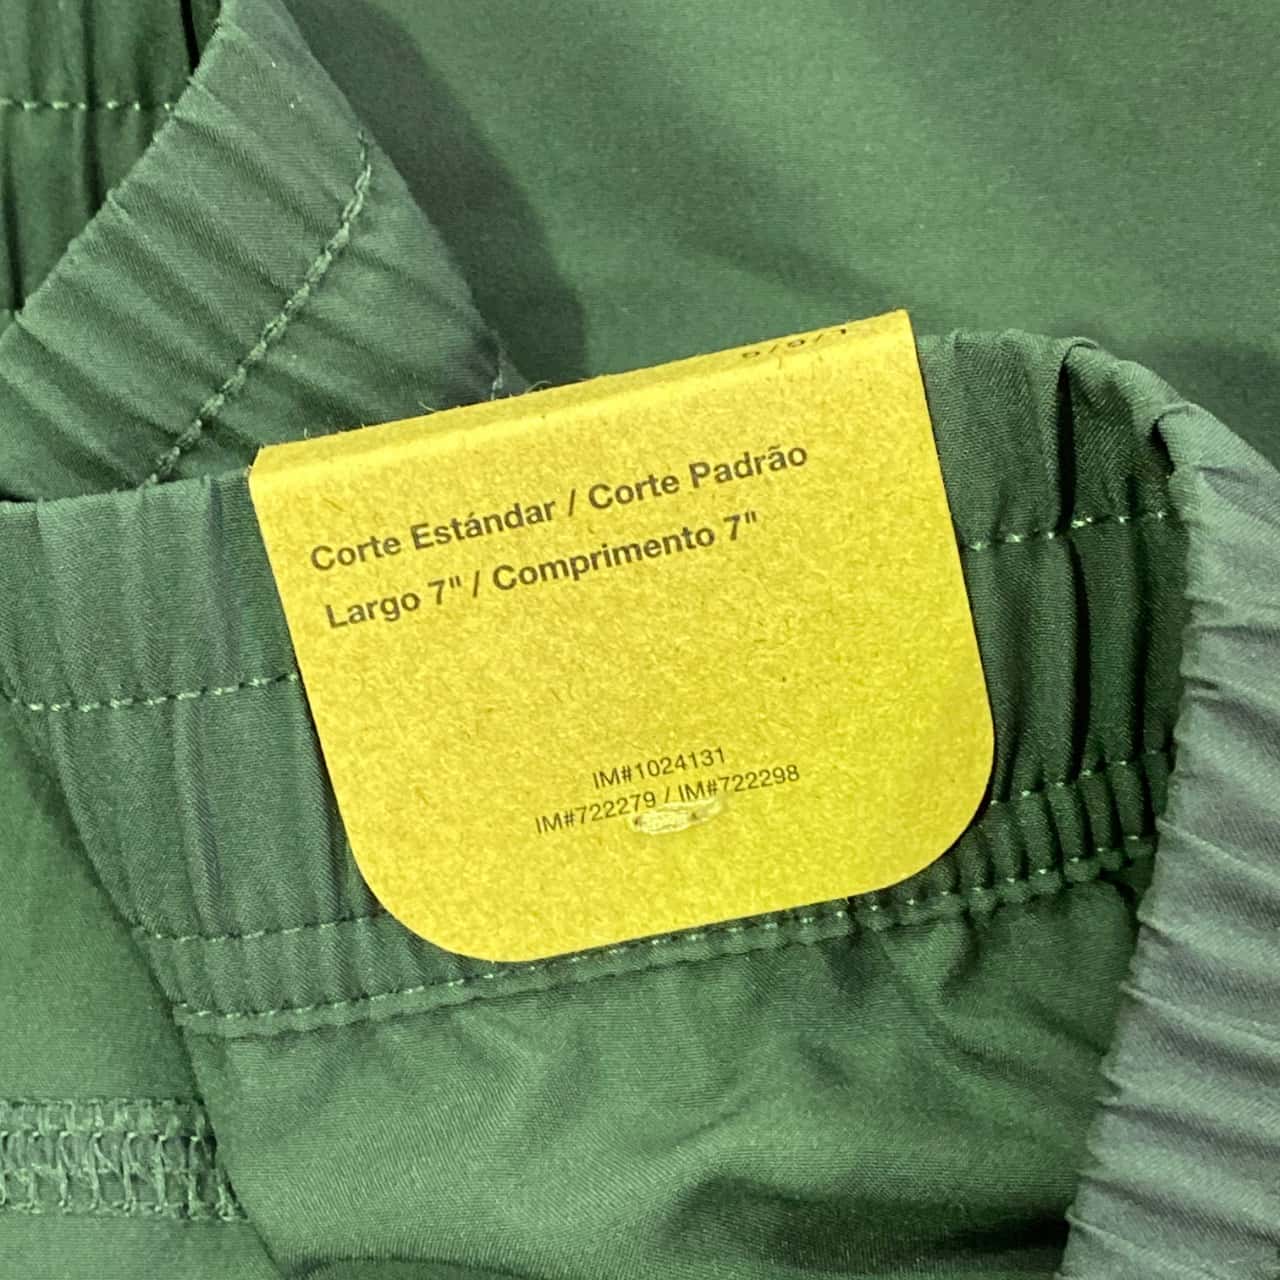 Corte Estándar / Corte Padrão
Largo 7" / Comprimento 7"
IM#1024131
IM#722279 / IM#722298